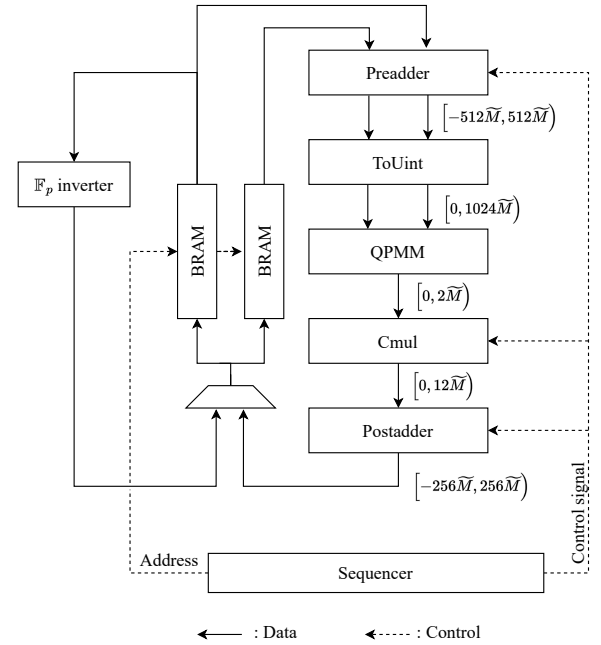 Preadder
[−512M̃, 512M̃)
ToUint
𝔽ₚ inverter
[0, 1024M̃)
BRAM
BRAM
QPMM
[0, 2M̃)
Cmul
[0, 12M̃)
Postadder
[−256M̃, 256M̃)
Control signal
Address
Sequencer
: Data
: Control